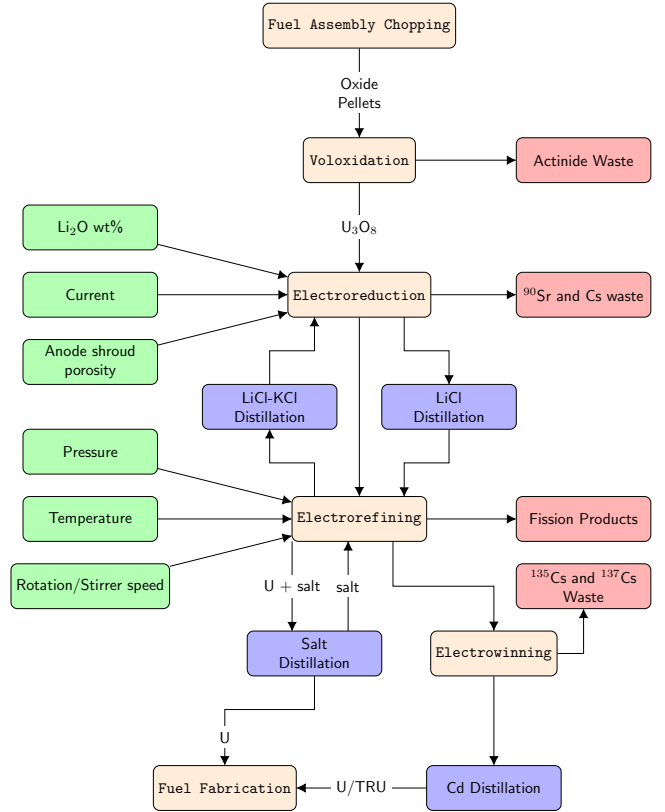 Fuel Assembly Chopping
Oxide
Pellets
Voloxidation
Actinide Waste
U₃O₈
Li₂O wt%
Current
Anode shroud
porosity
Electroreduction
⁹⁰Sr and Cs waste
LiCl-KCl
Distillation
LiCl
Distillation
Pressure
Temperature
Rotation/Stirrer speed
Electrorefining
Fission Products
¹³⁵Cs and ¹³⁷Cs
Waste
U + salt
salt
Salt
Distillation
Electrowinning
U
Fuel Fabrication
U/TRU
Cd Distillation